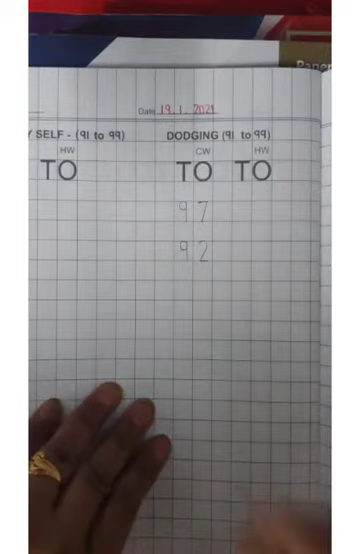 Paper
Date 19.1.2021
Y SELF - (91 to 99)
DODGING (91 to 99)
HW
CW HW
TO
TO TO
97
92